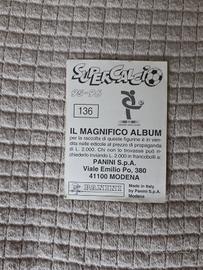 SUPERCALCIO
95-96
136
IL MAGNIFICO ALBUM
per la raccolta di queste figurine è in ven-
dita nelle edicole al prezzo di propaganda
di L. 2.000. Chi non lo trovasse può
richiederlo inviando L. 2.000 in francobolli a:
PANINI S.p.A.
Viale Emilio Po, 380
41100 MODENA
PANINI
Made in Italy
by Panini S.p.A.
Modena